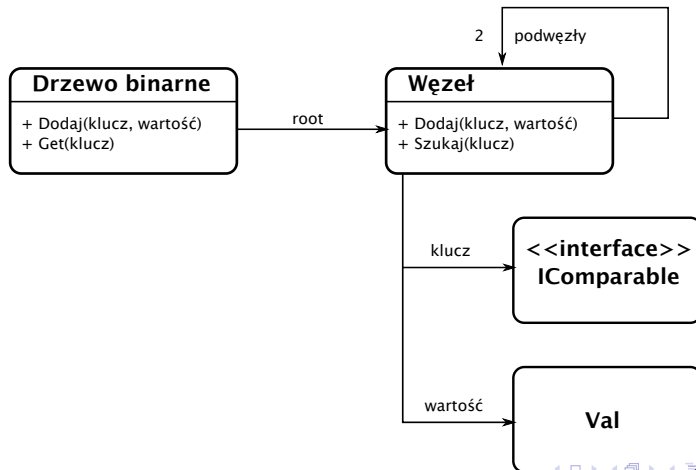 2 podwęzły
Drzewo binarne
+ Dodaj(klucz, wartość)
+ Get(klucz)
root
Węzeł
+ Dodaj(klucz, wartość)
+ Szukaj(klucz)
klucz
<<interface>>
IComparable
wartość
Val